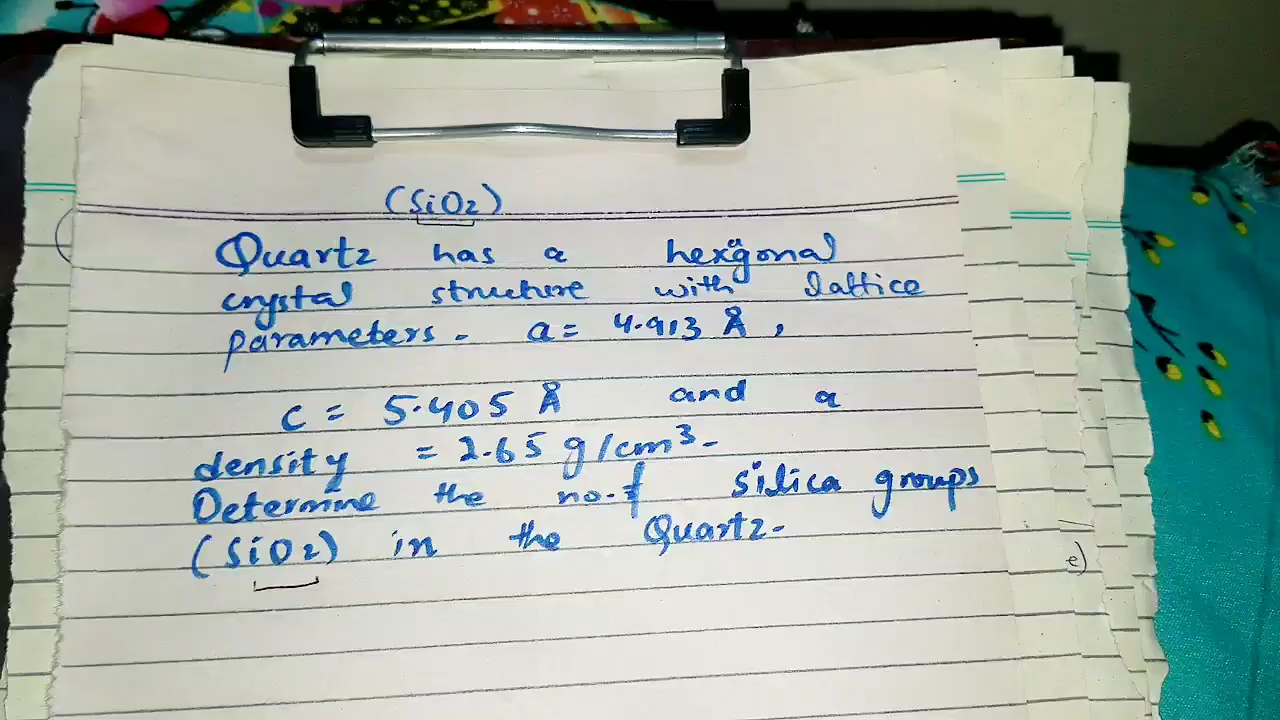 (SiO2)
Quartz has a hexagonal
crystal structure with lattice
parameters. a = 4.913 Å,
c = 5.405 Å and a
density = 2.65 g/cm³.
Determine the no. of silica groups
(SiO2) in the Quartz.
e)